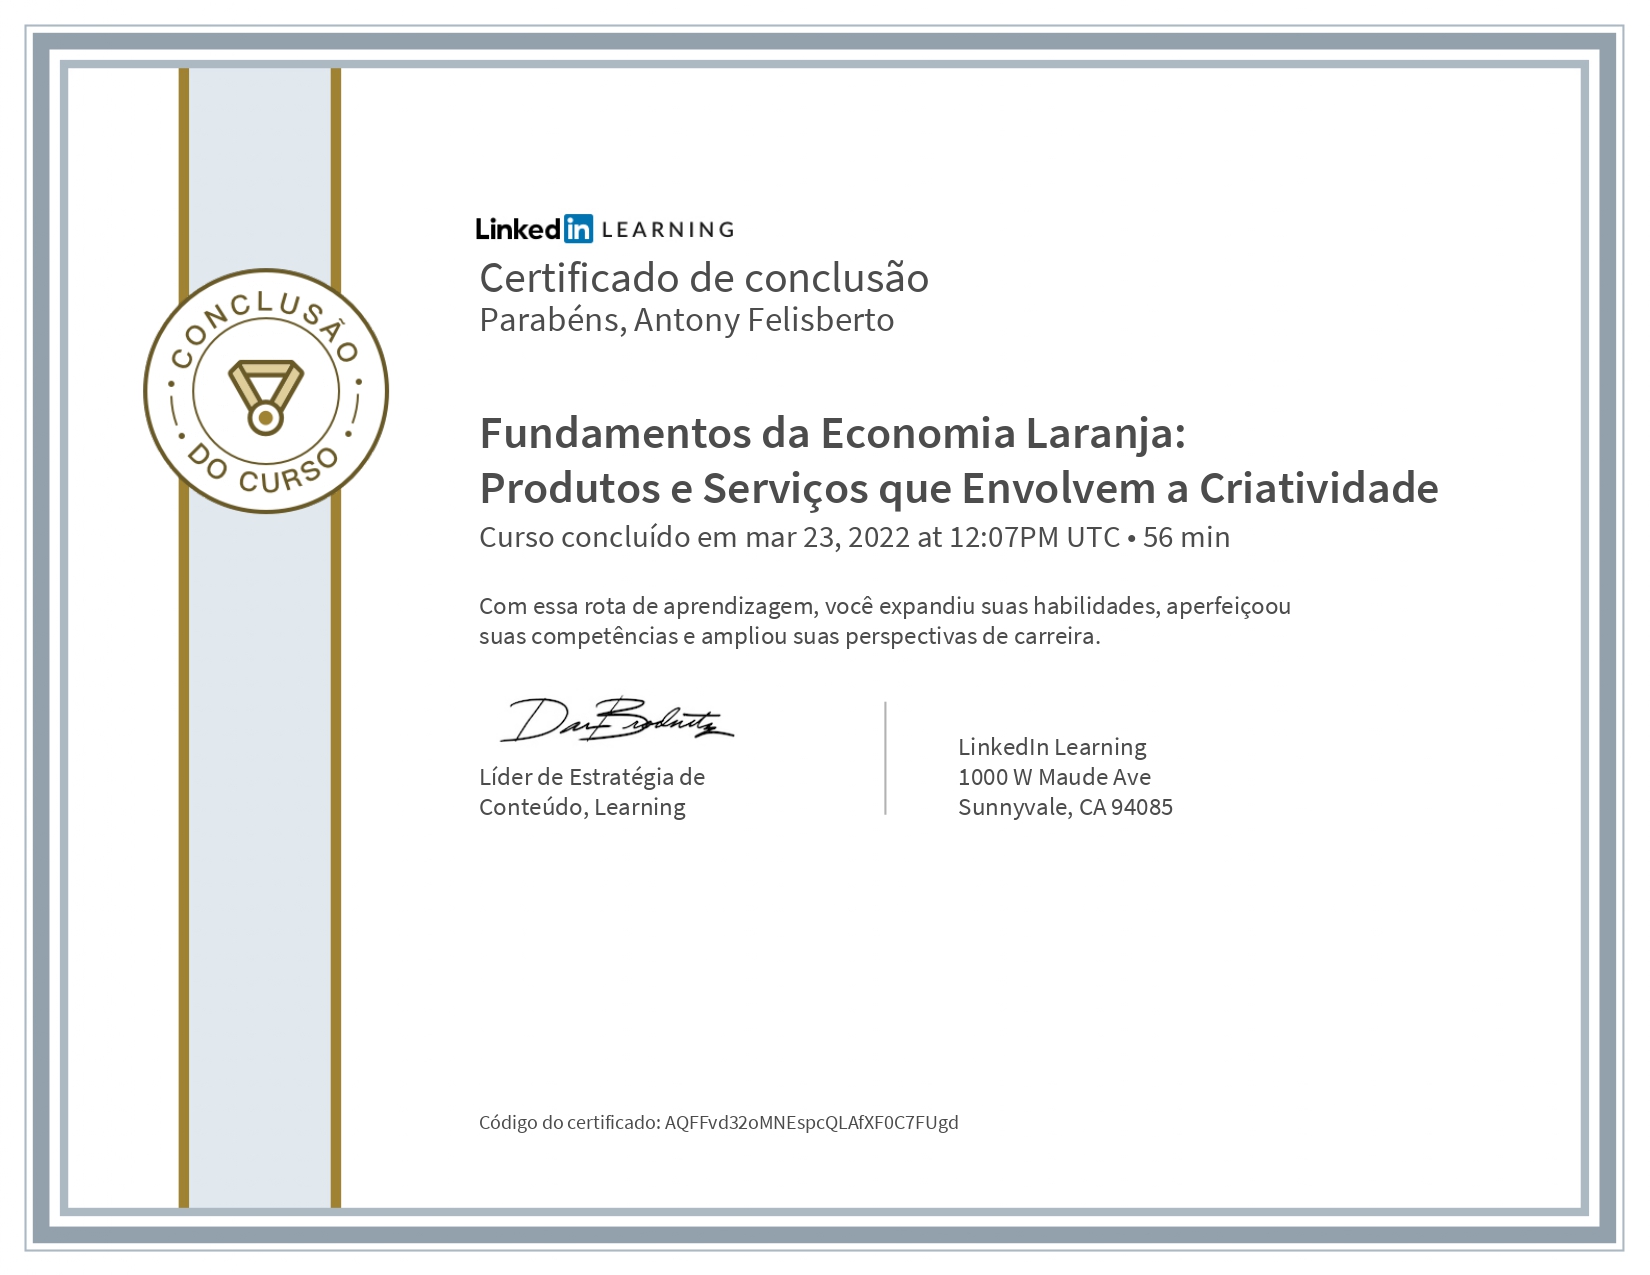 Linked in LEARNING
Certificado de conclusão
Parabéns, Antony Felisberto
• CONCLUSÃO •
• DO CURSO •
Fundamentos da Economia Laranja:
Produtos e Serviços que Envolvem a Criatividade
Curso concluído em mar 23, 2022 at 12:07PM UTC • 56 min
Com essa rota de aprendizagem, você expandiu suas habilidades, aperfeiçoou
suas competências e ampliou suas perspectivas de carreira.
Dan Brodnitz
Líder de Estratégia de
Conteúdo, Learning
LinkedIn Learning
1000 W Maude Ave
Sunnyvale, CA 94085
Código do certificado: AQFFvd32oMNEspcQLAfXF0C7FUgd